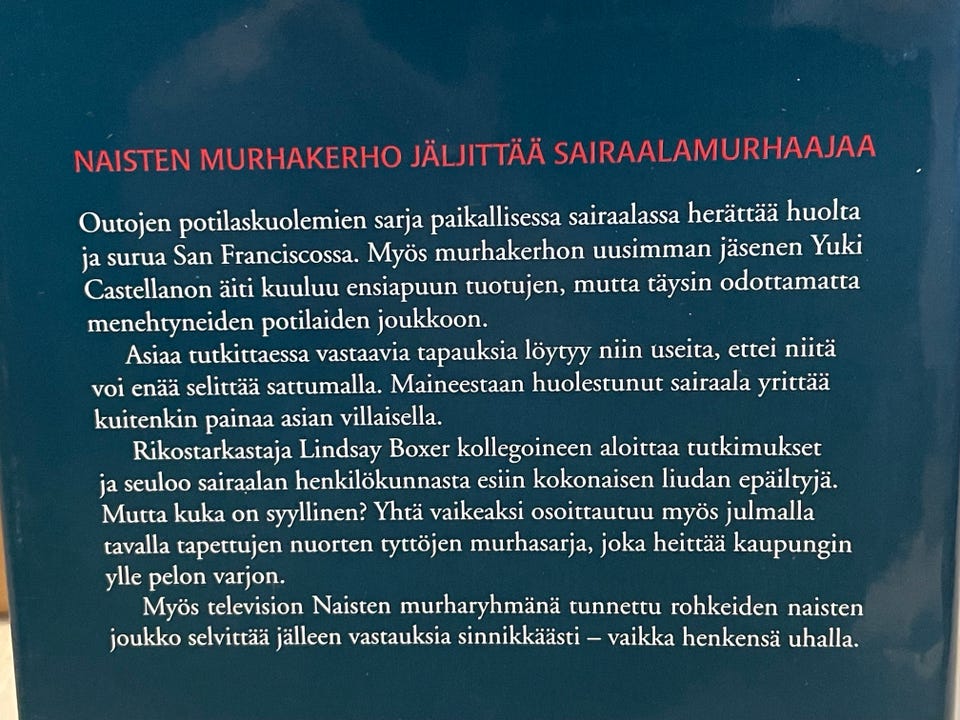 NAISTEN MURHAKERHO JÄLJITTÄÄ SAIRAALAMURHAAJAA
Outojen potilaskuolemien sarja paikallisessa sairaalassa herättää huolta
ja surua San Franciscossa. Myös murhakerhon uusimman jäsenen Yuki
Castellanon äiti kuuluu ensiapuun tuotujen, mutta täysin odottamatta
menehtyneiden potilaiden joukkoon.
Asiaa tutkittaessa vastaavia tapauksia löytyy niin useita, ettei niitä
voi enää selittää sattumalla. Maineestaan huolestunut sairaala yrittää
kuitenkin painaa asian villaisella.
Rikostarkastaja Lindsay Boxer kollegoineen aloittaa tutkimukset
ja seuloo sairaalan henkilökunnasta esiin kokonaisen liudan epäiltyjä.
Mutta kuka on syyllinen? Yhtä vaikeaksi osoittautuu myös julmalla
tavalla tapettujen nuorten tyttöjen murhasarja, joka heittää kaupungin
ylle pelon varjon.
Myös television Naisten murharyhmänä tunnettu rohkeiden naisten
joukko selvittää jälleen vastauksia sinnikkäästi – vaikka henkensä uhalla.